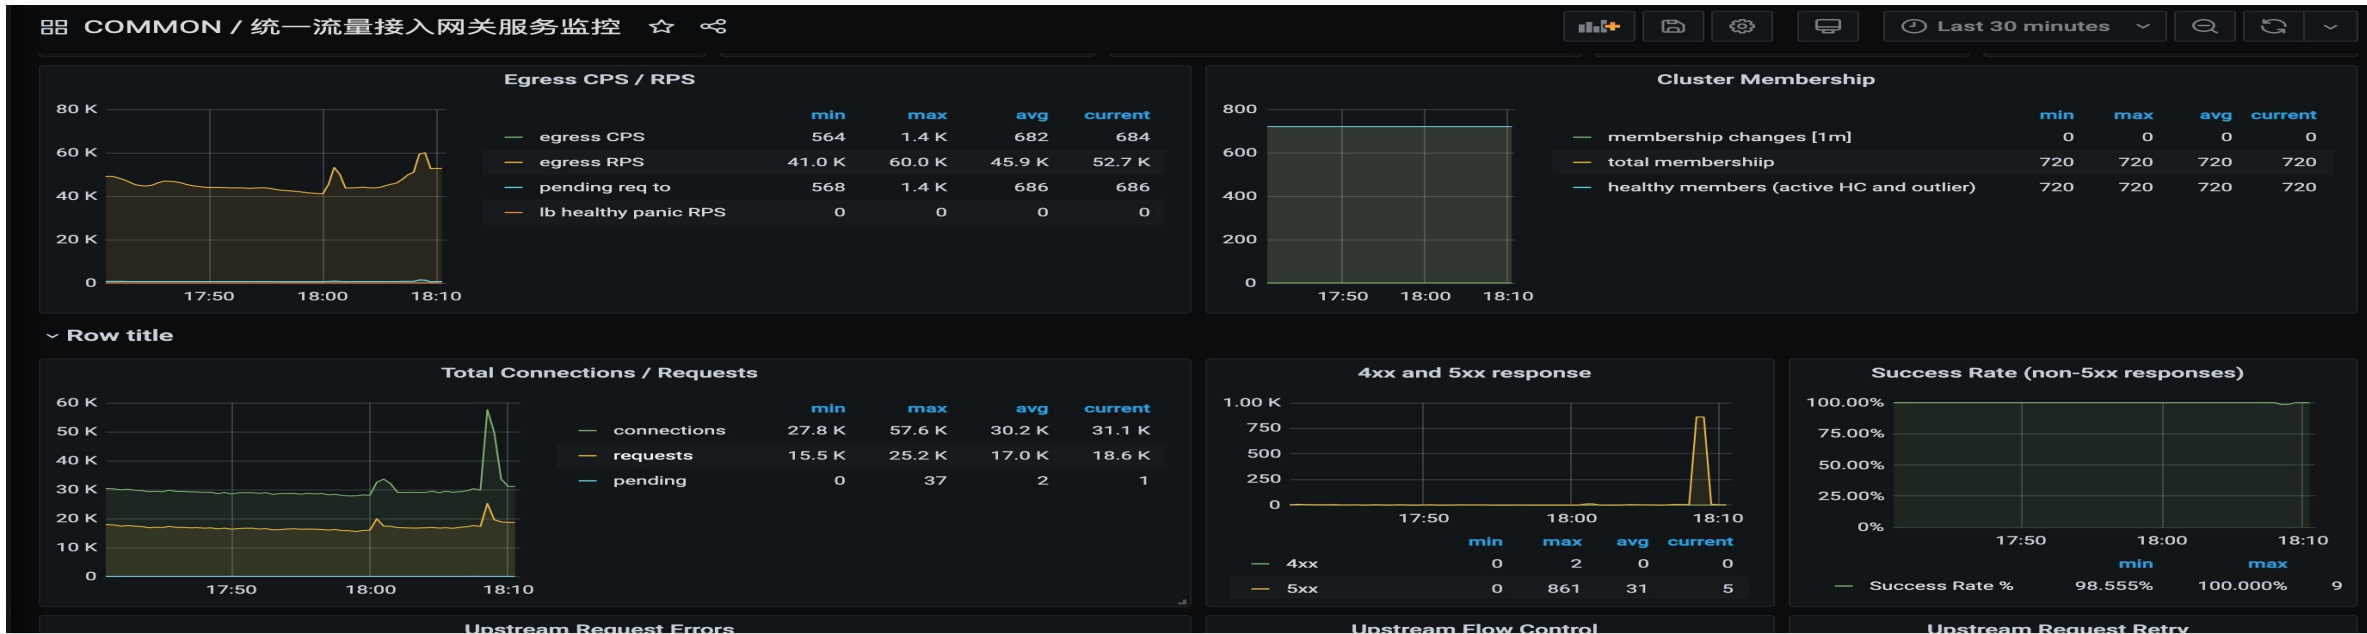 COMMON / 统一流量接入网关服务监控
Last 30 minutes
Egress CPS / RPS
80 K
60 K
40 K
20 K
0
17:50 18:00 18:10
min max avg current
egress CPS 564 1.4 K 682 684
egress RPS 41.0 K 60.0 K 45.9 K 52.7 K
pending req to 568 1.4 K 686 686
lb healthy panic RPS 0 0 0 0
Cluster Membership
800
600
400
200
0
17:50 18:00 18:10
min max avg current
membership changes [1m] 0 0 0 0
total membershiip 720 720 720 720
healthy members (active HC and outlier) 720 720 720 720
Row title
Total Connections / Requests
60 K
50 K
40 K
30 K
20 K
10 K
0
17:50 18:00 18:10
min max avg current
connections 27.8 K 57.6 K 30.2 K 31.1 K
requests 15.5 K 25.2 K 17.0 K 18.6 K
pending 0 37 2 1
4xx and 5xx response
1.00 K
750
500
250
0
17:50 18:00 18:10
min max avg current
4xx 0 2 0 0
5xx 0 861 31 5
Success Rate (non-5xx responses)
100.00%
75.00%
50.00%
25.00%
0%
17:50 18:00 18:10
min max
Success Rate % 98.555% 100.000% 9
Upstream Request Errors
Upstream Flow Control
Upstream Request Retry